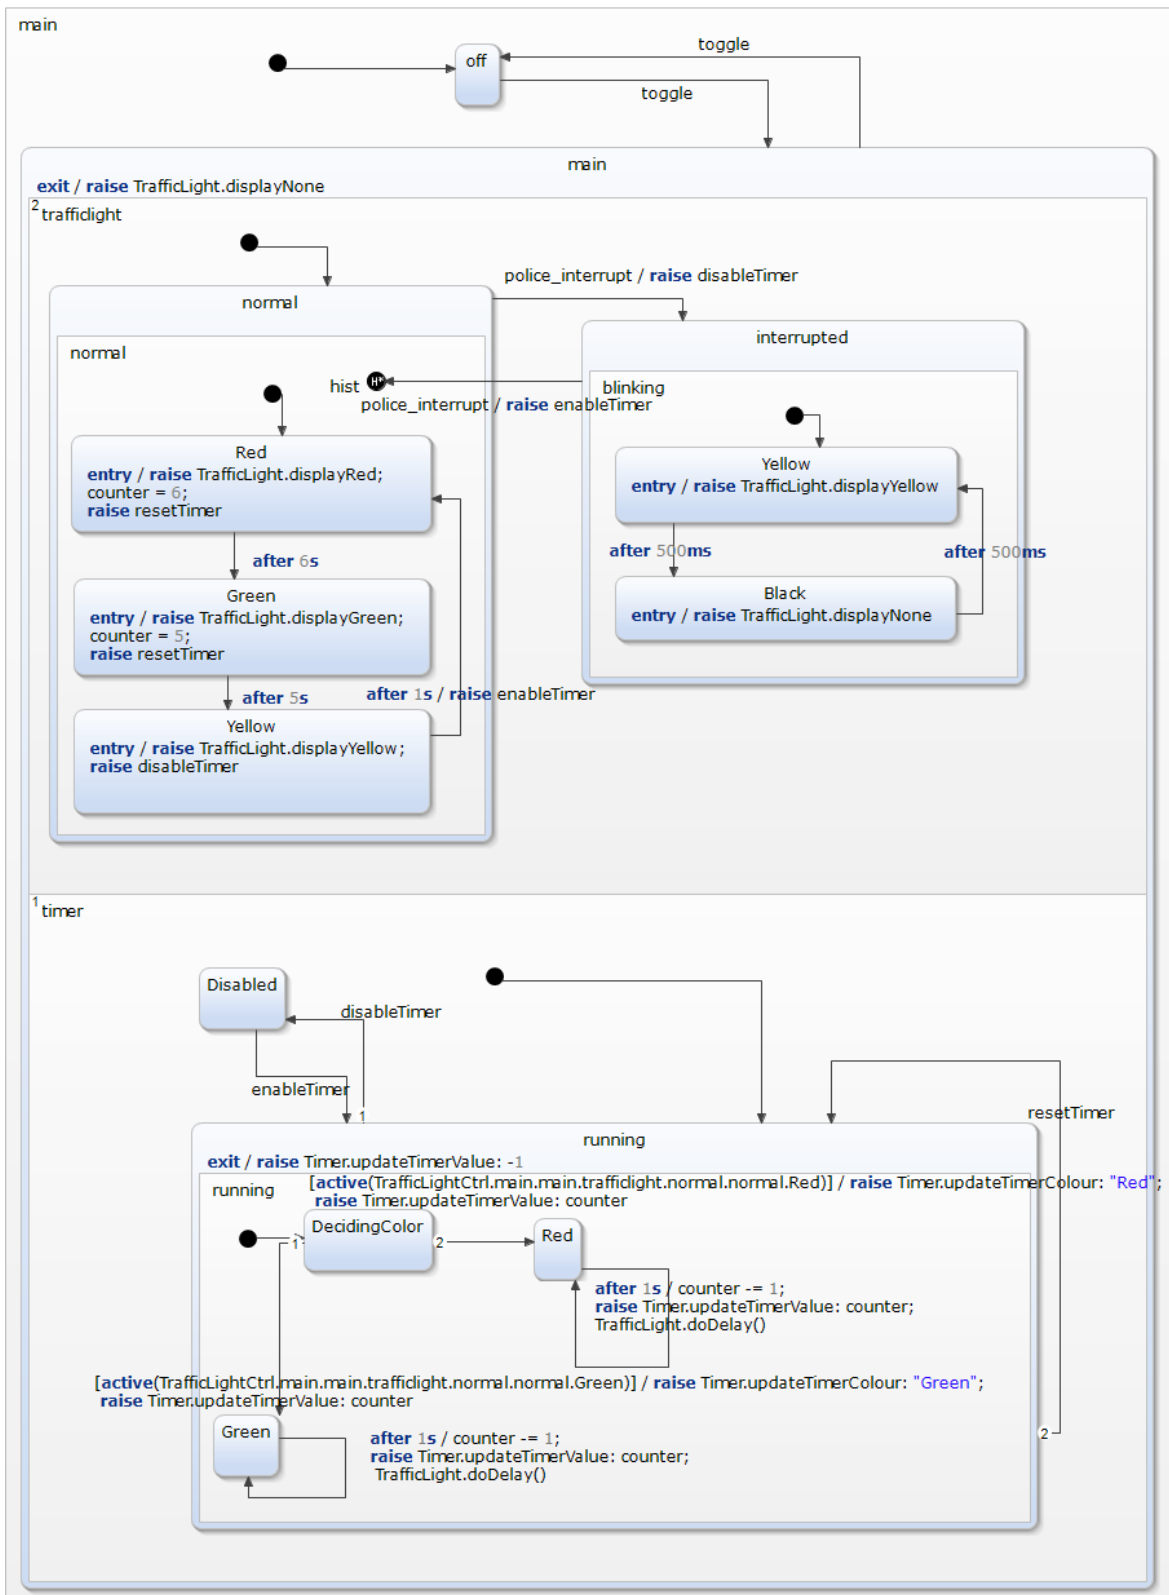 main
off
toggle
toggle
main
exit / raise TrafficLight.displayNone
2
trafficlight
police_interrupt / raise disableTimer
normal
interrupted
normal
hist
H*
police_interrupt / raise enableTimer
blinking
Red
entry / raise TrafficLight.displayRed;
counter = 6;
raise resetTimer
Yellow
entry / raise TrafficLight.displayYellow
after 6s
after 500ms
after 500ms
Green
entry / raise TrafficLight.displayGreen;
counter = 5;
raise resetTimer
Black
entry / raise TrafficLight.displayNone
after 5s
after 1s / raise enableTimer
Yellow
entry / raise TrafficLight.displayYellow;
raise disableTimer
1
timer
Disabled
disableTimer
enableTimer
1
resetTimer
running
exit / raise Timer.updateTimerValue: -1
running
[active(TrafficLightCtrl.main.main.trafficlight.normal.normal.Red)] / raise Timer.updateTimerColour: "Red";
raise Timer.updateTimerValue: counter
DecidingColor
1
2
Red
after 1s / counter -= 1;
raise Timer.updateTimerValue: counter;
TrafficLight.doDelay()
[active(TrafficLightCtrl.main.main.trafficlight.normal.normal.Green)] / raise Timer.updateTimerColour: "Green";
raise Timer.updateTimerValue: counter
Green
after 1s / counter -= 1;
raise Timer.updateTimerValue: counter;
TrafficLight.doDelay()
2